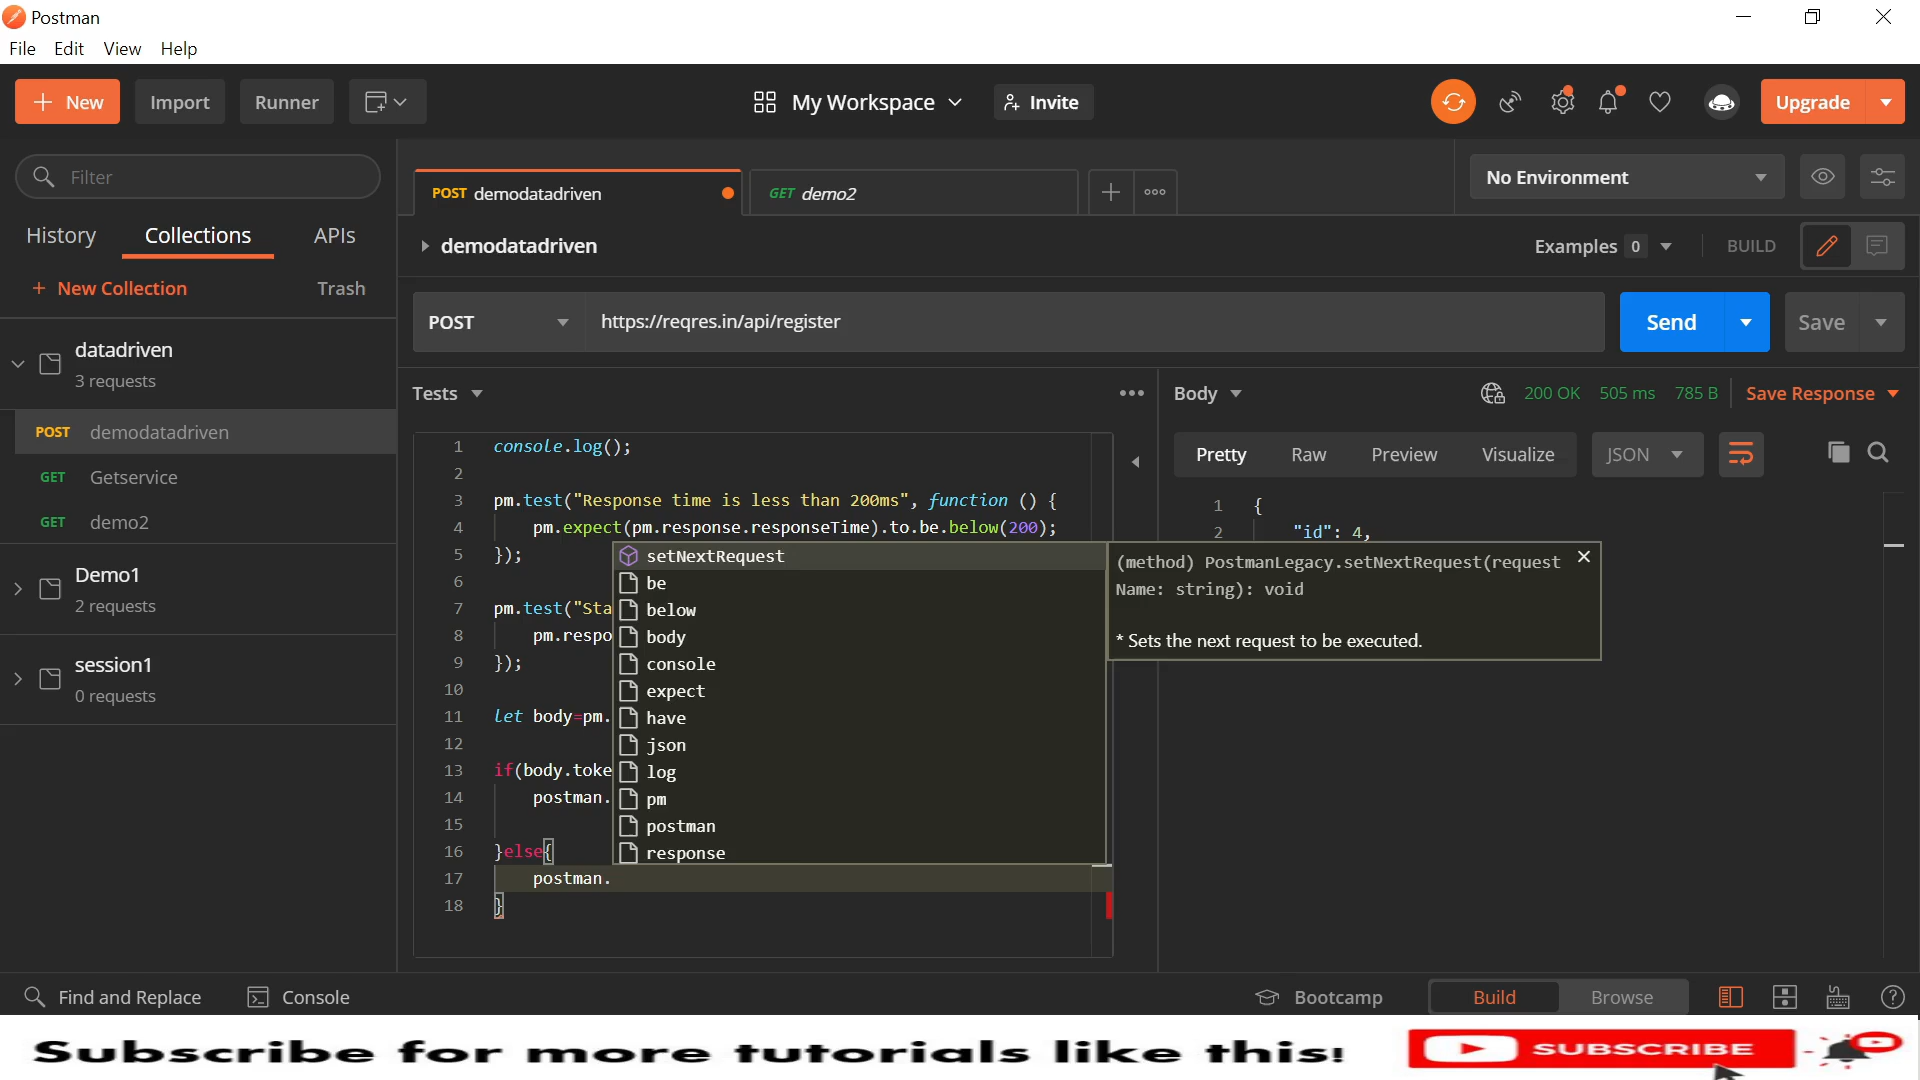 Postman
File Edit View Help
New Import Runner My Workspace Invite Upgrade
Filter
POST demodatadriven GET demo2 No Environment
History Collections APIs
demodatadriven Examples 0 BUILD
+ New Collection Trash
POST https://reqres.in/api/register Send Save
datadriven
3 requests
POST demodatadriven
GET Getservice
GET demo2
Demo1
2 requests
session1
0 requests
Tests Body 200 OK 505 ms 785 B Save Response
Pretty Raw Preview Visualize JSON
1 console.log();
2
3 pm.test("Response time is less than 200ms", function () {
4 pm.expect(pm.response.responseTime).to.be.below(200);
5 });
6
7 pm.test("Sta
8 pm.respo
9 });
10
11 let body=pm.
12
13 if(body.toke
14 postman.
15
16 }else{
17 postman.
18 }
setNextRequest
be
below
body
console
expect
have
json
log
pm
postman
response
1 {
2 "id": 4,
(method) PostmanLegacy.setNextRequest(request
Name: string): void
* Sets the next request to be executed.
Find and Replace Console Bootcamp Build Browse
Subscribe for more tutorials like this! SUBSCRIBE